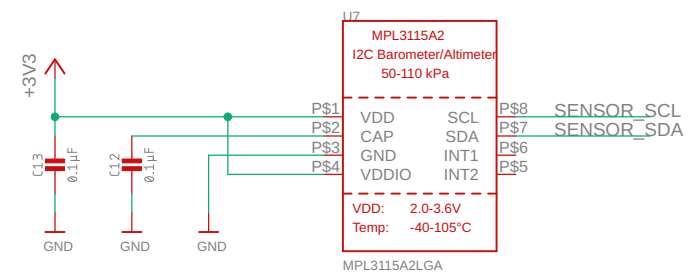 U7
MPL3115A2
I2C Barometer/Altimeter
50-110 kPa
+3V3
P$1 VDD SCL P$8 SENSOR_SCL
P$2 CAP SDA P$7 SENSOR_SDA
P$3 GND INT1 P$6
P$4 VDDIO INT2 P$5
C13 0.1µF C12 0.1µF
VDD: 2.0-3.6V
Temp: -40-105°C
GND GND GND
MPL3115A2LGA